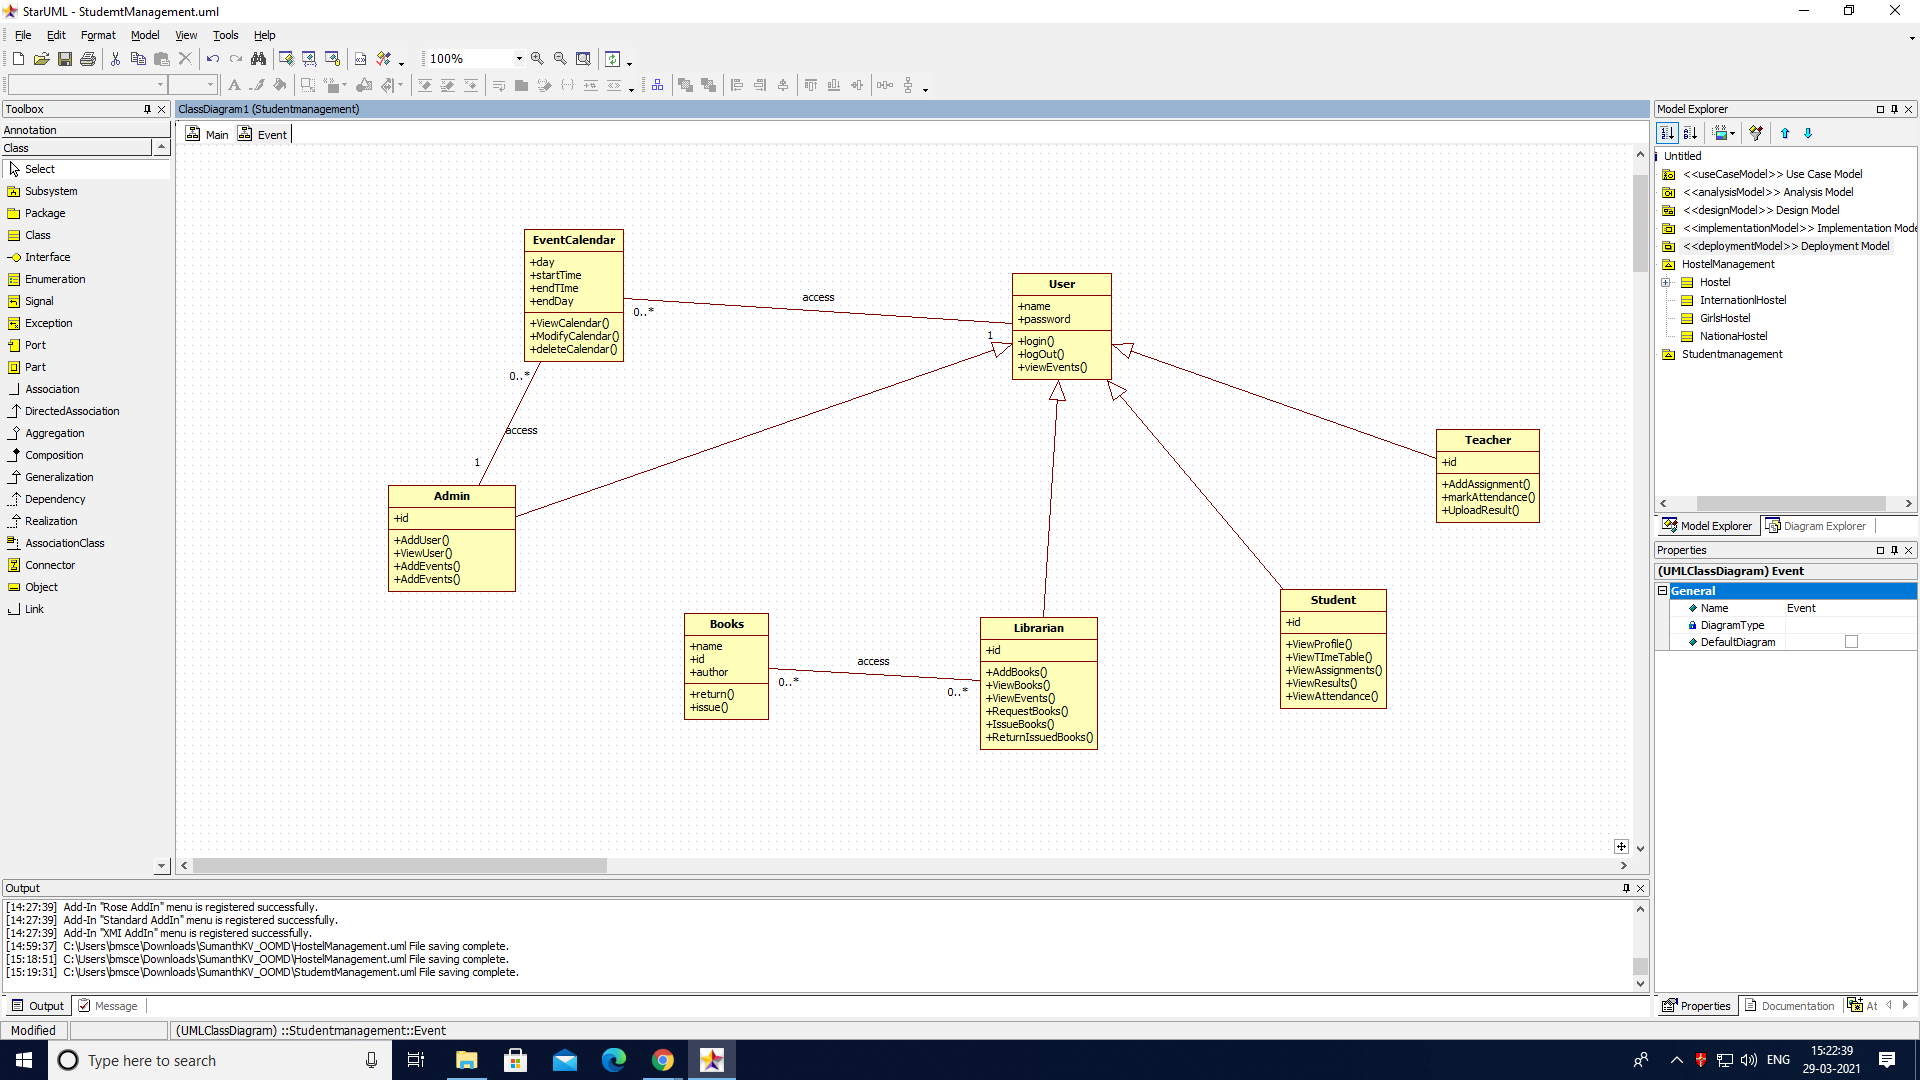 StarUML - StudemtManagement.uml
File Edit Format Model View Tools Help
100%
Toolbox
Annotation
Class
Select
Subsystem
Package
Class
Interface
Enumeration
Signal
Exception
Port
Part
Association
DirectedAssociation
Aggregation
Composition
Generalization
Dependency
Realization
AssociationClass
Connector
Object
Link
ClassDiagram1 (Studentmanagement)
Main Event
EventCalendar
+day
+startTime
+endTIme
+endDay
+ViewCalendar()
+ModifyCalendar()
+deleteCalendar()
access
0..*
1
User
+name
+password
+login()
+logOut()
+viewEvents()
0..*
access
1
Admin
+id
+AddUser()
+ViewUser()
+AddEvents()
+AddEvents()
Teacher
+id
+AddAssignment()
+markAttendance()
+UploadResult()
Books
+name
+id
+author
+return()
+issue()
access
0..*
0..*
Librarian
+id
+AddBooks()
+ViewBooks()
+ViewEvents()
+RequestBooks()
+IssueBooks()
+ReturnIssuedBooks()
Student
+id
+ViewProfile()
+ViewTImeTable()
+ViewAssignments()
+ViewResults()
+ViewAttendance()
Model Explorer
Untitled
<<useCaseModel>> Use Case Model
<<analysisModel>> Analysis Model
<<designModel>> Design Model
<<implementationModel>> Implementation Mode
<<deploymentModel>> Deployment Model
HostelManagement
Hostel
InternationlHostel
GirlsHostel
NationaHostel
Studentmanagement
Model Explorer Diagram Explorer
Properties
(UMLClassDiagram) Event
General
Name Event
DiagramType
DefaultDiagram
Properties Documentation At
Output
[14:27:39] Add-In "Rose AddIn" menu is registered successfully.
[14:27:39] Add-In "Standard AddIn" menu is registered successfully.
[14:27:39] Add-In "XMI AddIn" menu is registered successfully.
[14:59:37] C:\Users\bmsce\Downloads\SumanthKV_OOMD\HostelManagement.uml File saving complete.
[15:18:51] C:\Users\bmsce\Downloads\SumanthKV_OOMD\HostelManagement.uml File saving complete.
[15:19:31] C:\Users\bmsce\Downloads\SumanthKV_OOMD\StudemtManagement.uml File saving complete.
Output Message
Modified (UMLClassDiagram) ::Studentmanagement::Event
Type here to search
ENG
15:22:39
29-03-2021